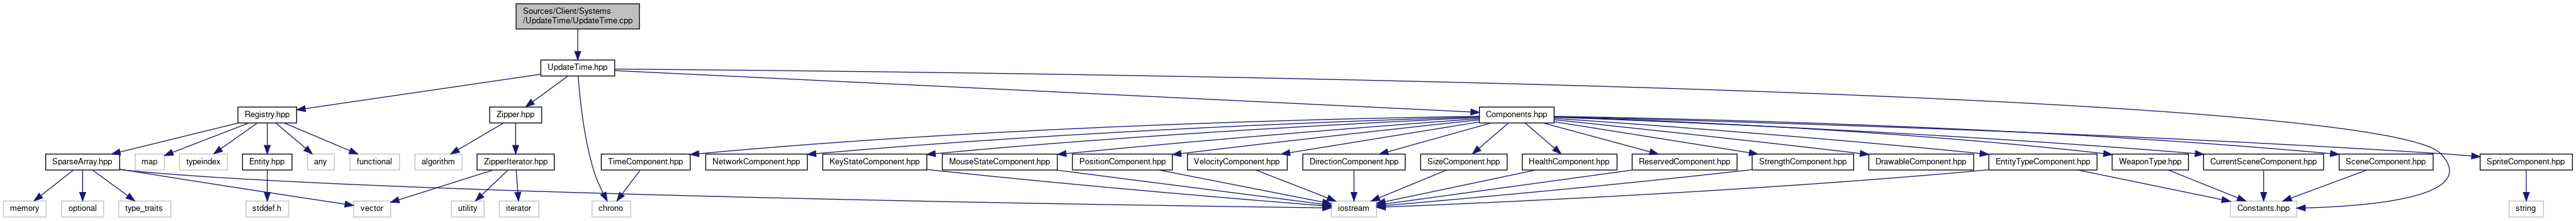 Sources/Client/Systems
/UpdateTime/UpdateTime.cpp
UpdateTime.hpp
Registry.hpp
Zipper.hpp
Components.hpp
SparseArray.hpp
map
typeindex
Entity.hpp
any
functional
algorithm
ZipperIterator.hpp
TimeComponent.hpp
NetworkComponent.hpp
KeyStateComponent.hpp
MouseStateComponent.hpp
PositionComponent.hpp
VelocityComponent.hpp
DirectionComponent.hpp
SizeComponent.hpp
HealthComponent.hpp
ReservedComponent.hpp
StrengthComponent.hpp
DrawableComponent.hpp
EntityTypeComponent.hpp
WeaponType.hpp
CurrentSceneComponent.hpp
SceneComponent.hpp
SpriteComponent.hpp
memory
optional
type_traits
stddef.h
vector
utility
iterator
chrono
iostream
Constants.hpp
string